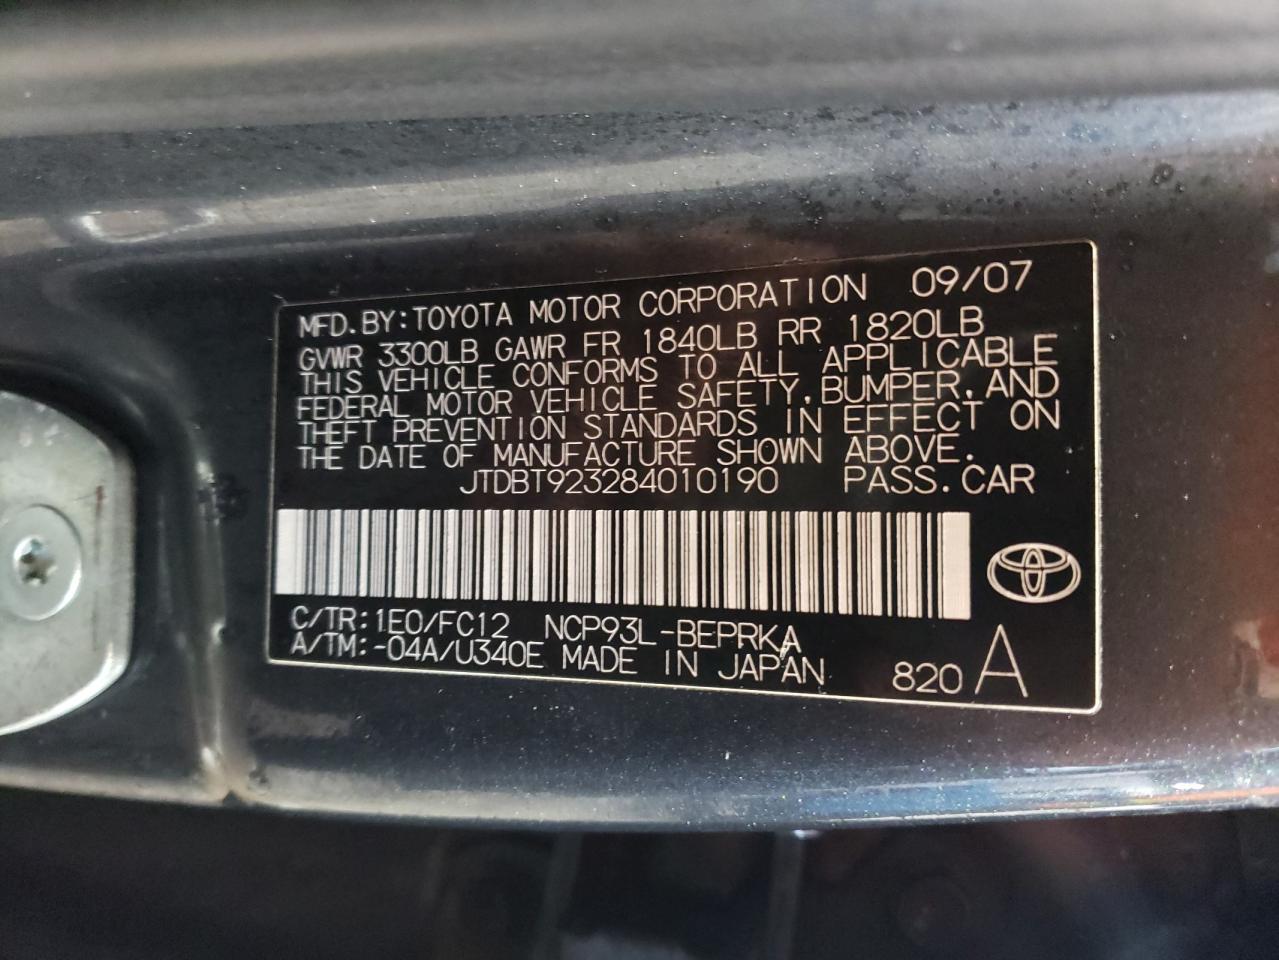 MFD.BY:TOYOTA MOTOR CORPORATION 09/07
GVWR 3300LB GAWR FR 1840LB RR 1820LB
THIS VEHICLE CONFORMS TO ALL APPLICABLE
FEDERAL MOTOR VEHICLE SAFETY,BUMPER,AND
THEFT PREVENTION STANDARDS IN EFFECT ON
THE DATE OF MANUFACTURE SHOWN ABOVE.
JTDBT923284010190 PASS.CAR
C/TR:1E0/FC12 NCP93L-BEPRKA
A/TM:-04A/U340E MADE IN JAPAN 820 A